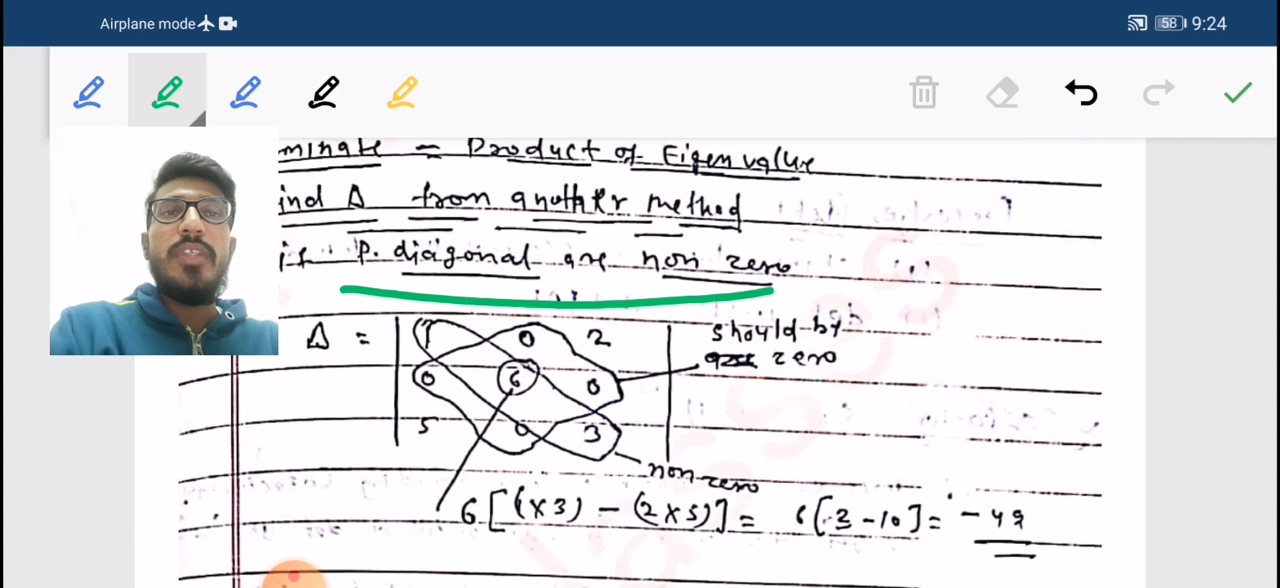 Airplane mode 58 9:24
minate = Product of Eigen value
ind Δ from another method
if P. diagonal are non zero
Δ = | 1 0 2 |
| 0 6 0 |
| 5 0 3 |
should be
zero
non zero
6[(1×3) - (2×5)] = 6[3-10] = -42